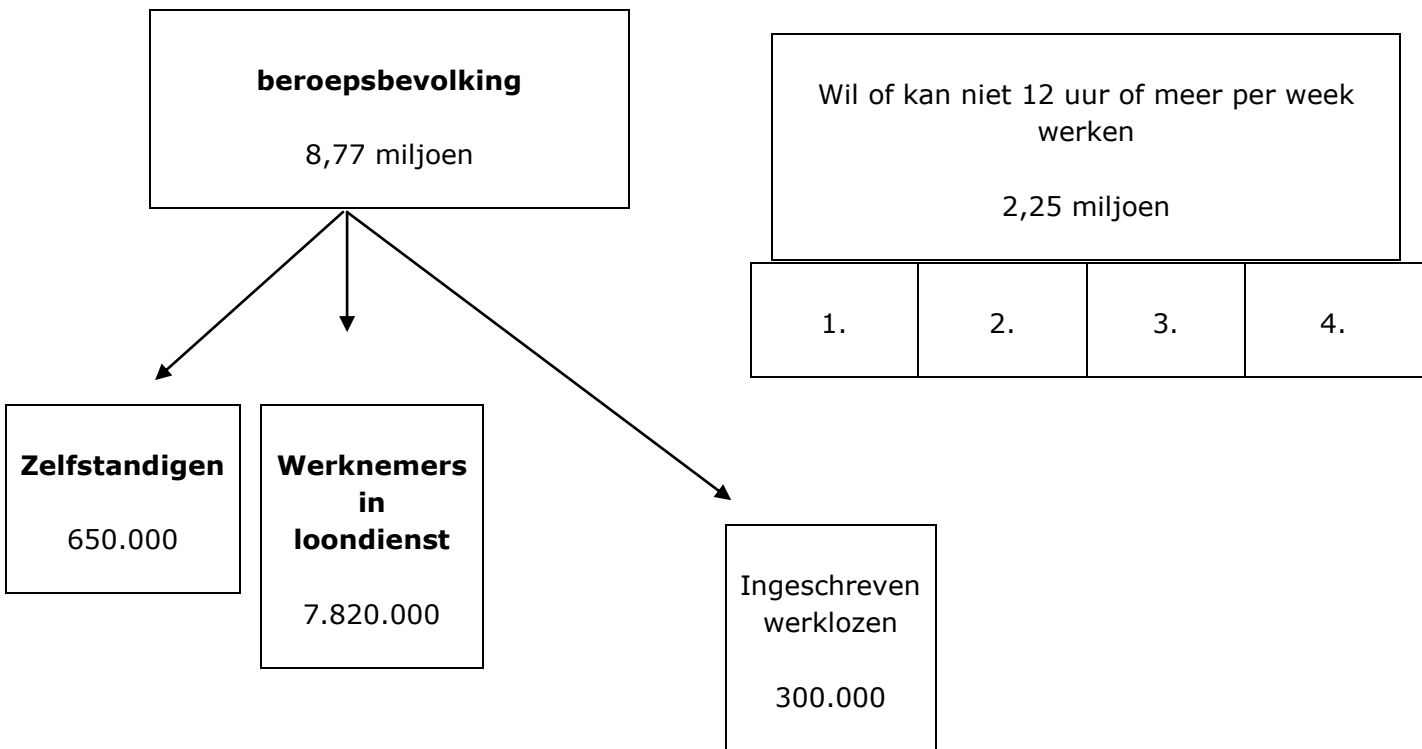 beroepsbevolking
8,77 miljoen
Wil of kan niet 12 uur of meer per week
werken
2,25 miljoen
1.
2.
3.
4.
Zelfstandigen
650.000
Werknemers
in
loondienst
7.820.000
Ingeschreven
werklozen
300.000